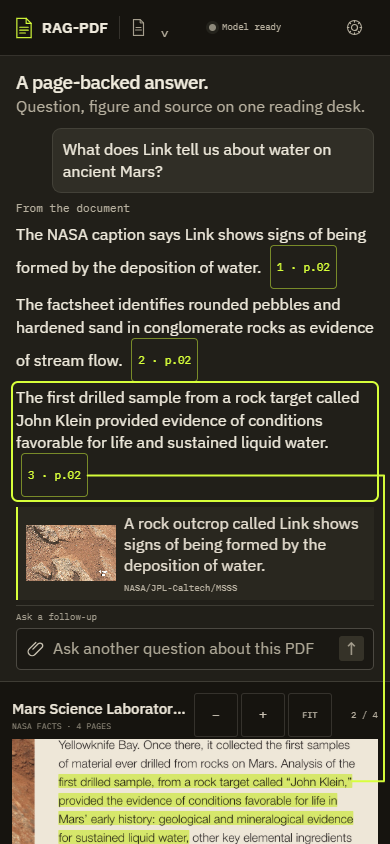 RAG-PDF
Model ready
A page-backed answer.
Question, figure and source on one reading desk.
What does Link tell us about water on
ancient Mars?
From the document
The NASA caption says Link shows signs of being
formed by the deposition of water. 1 · p.02
The factsheet identifies rounded pebbles and
hardened sand in conglomerate rocks as evidence
of stream flow. 2 · p.02
The first drilled sample from a rock target called
John Klein provided evidence of conditions
favorable for life and sustained liquid water.
3 · p.02
A rock outcrop called Link shows
signs of being formed by the
deposition of water.
NASA/JPL-Caltech/MSSS
Ask a follow-up
Ask another question about this PDF
Mars Science Laborator...
NASA FACTS · 4 PAGES
− + FIT 2 / 4
Yellowknife Bay. Once there, it collected the first samples
of material ever drilled from rocks on Mars. Analysis of the
first drilled sample, from a rock target called “John Klein,”
provided the evidence of conditions favorable for life in
Mars’ early history: geological and mineralogical evidence
for sustained liquid water, other key elemental ingredients